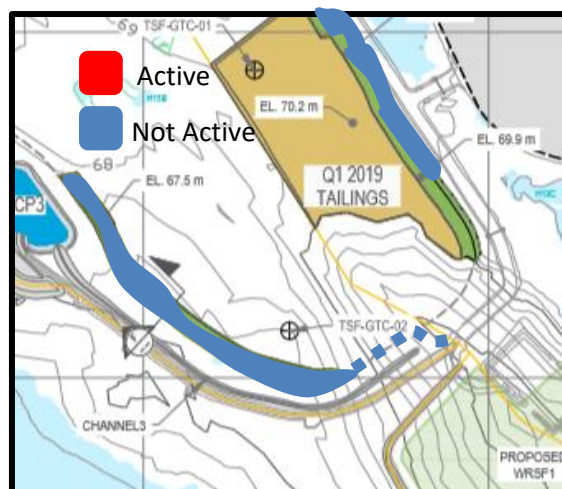 69
TSF-GTC-01
Active
Not Active
EL. 70.2 m
EL. 69.9 m
68
EL. 67.5 m
Q1 2019
TAILINGS
CP3
TSF-GTC-02
CHANNEL3
PROPOSED
WRSF1